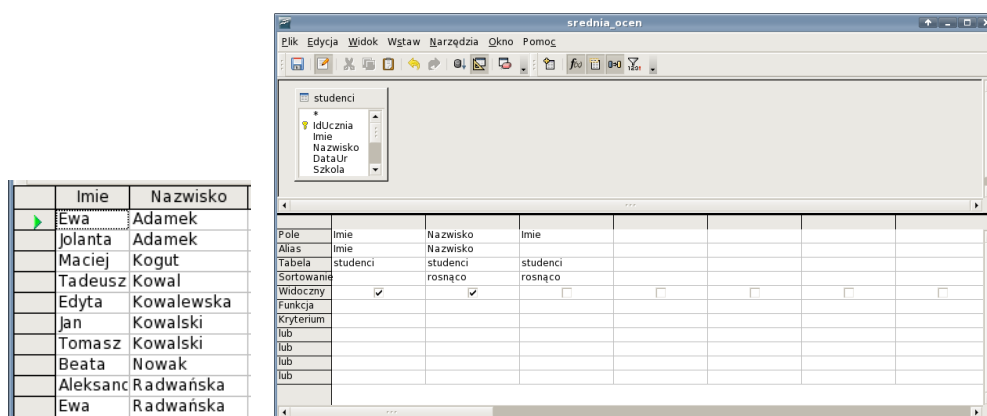 Imie Nazwisko
Ewa Adamek
Jolanta Adamek
Maciej Kogut
Tadeusz Kowal
Edyta Kowalewska
Jan Kowalski
Tomasz Kowalski
Beata Nowak
Aleksand Radwańska
Ewa Radwańska
srednia_ocen
Plik Edycja Widok Wstaw Narzędzia Okno Pomoc
studenci
*
IdUcznia
Imie
Nazwisko
DataUr
Szkola
Pole Imie Nazwisko Imie
Alias Imie Nazwisko
Tabela studenci studenci studenci
Sortowanie rosnąco rosnąco
Widoczny
Funkcja
Kryterium
lub
lub
lub
lub